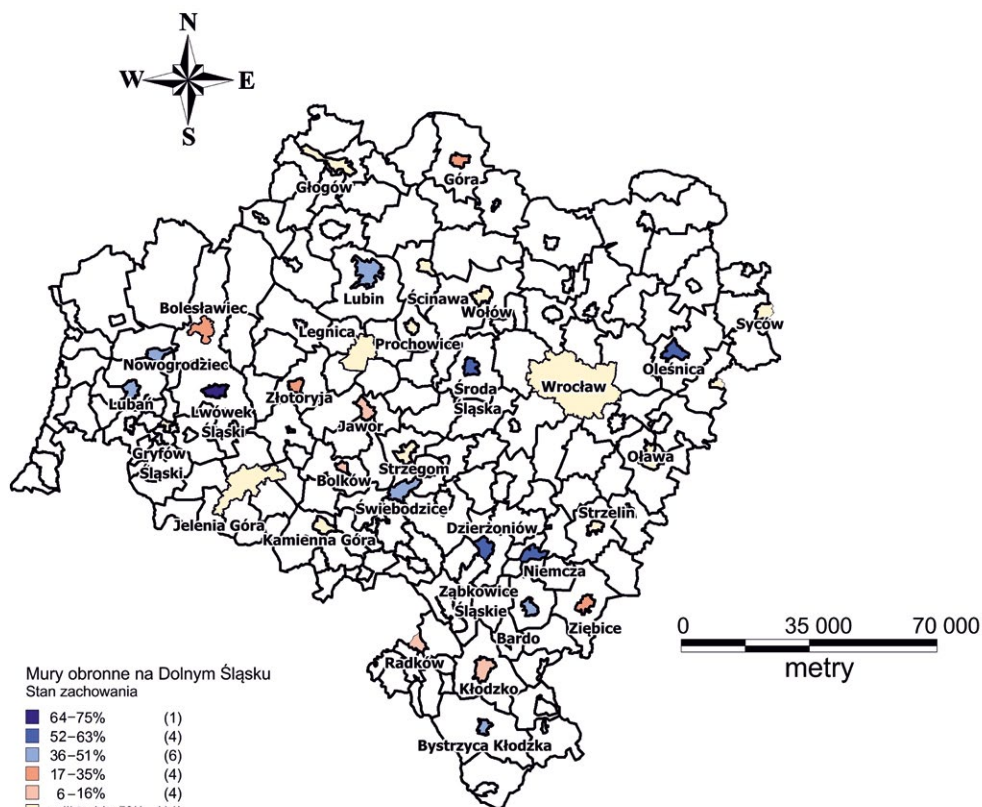 N
W E
S
Głogów
Góra
Lubin
Ścinawa
Wołów
Bolesławiec
Legnica
Prochowice
Syców
Nowogrodziec
Wrocław
Oleśnica
Lubań
Lwówek
Śląski
Złotoryja
Środa
Śląska
Jawor
Gryfów
Śląski
Bolków
Strzegom
Oława
Świebodzice
Jelenia Góra
Kamienna Góra
Dzierżoniów
Strzelin
Niemcza
Ząbkowice
Śląskie
Bardo
Ziębice
Radków
Kłodzko
Bystrzyca Kłodzka
0 35 000 70 000
metry
Mury obronne na Dolnym Śląsku
Stan zachowania
64–75% (1)
52–63% (4)
36–51% (6)
17–35% (4)
6–16% (4)